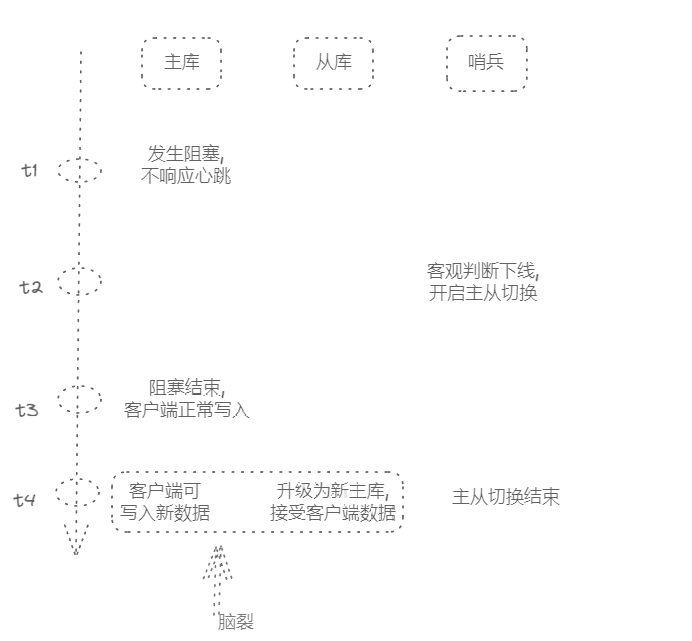 主库
从库
哨兵
t1
发生阻塞,
不响应心跳
t2
客观判断下线,
开启主从切换
t3
阻塞结束,
客户端正常写入
t4
客户端可
写入新数据
升级为新主库,
接受客户端数据
主从切换结束
脑裂